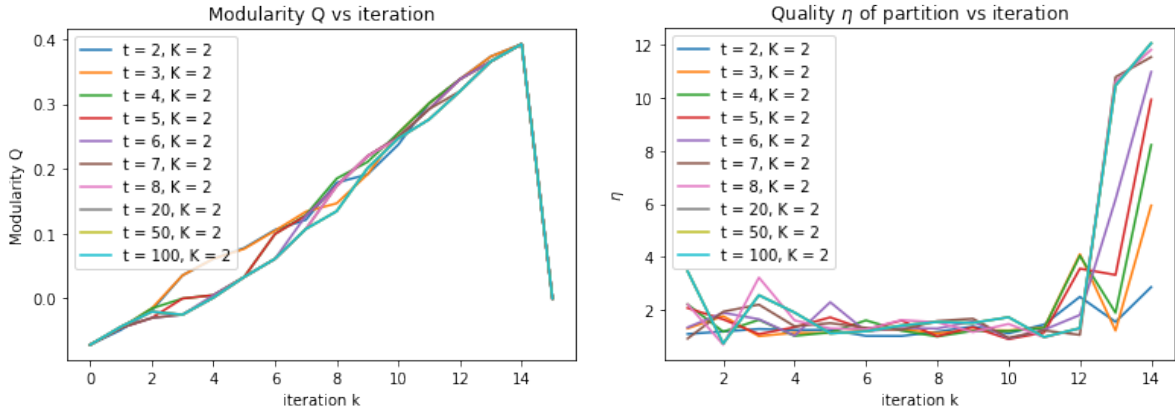 Modularity Q vs iteration
Modularity Q
0.4
0.3
0.2
0.1
0.0
t = 2, K = 2
t = 3, K = 2
t = 4, K = 2
t = 5, K = 2
t = 6, K = 2
t = 7, K = 2
t = 8, K = 2
t = 20, K = 2
t = 50, K = 2
t = 100, K = 2
0 2 4 6 8 10 12 14
iteration k
Quality η of partition vs iteration
η
12
10
8
6
4
2
t = 2, K = 2
t = 3, K = 2
t = 4, K = 2
t = 5, K = 2
t = 6, K = 2
t = 7, K = 2
t = 8, K = 2
t = 20, K = 2
t = 50, K = 2
t = 100, K = 2
2 4 6 8 10 12 14
iteration k